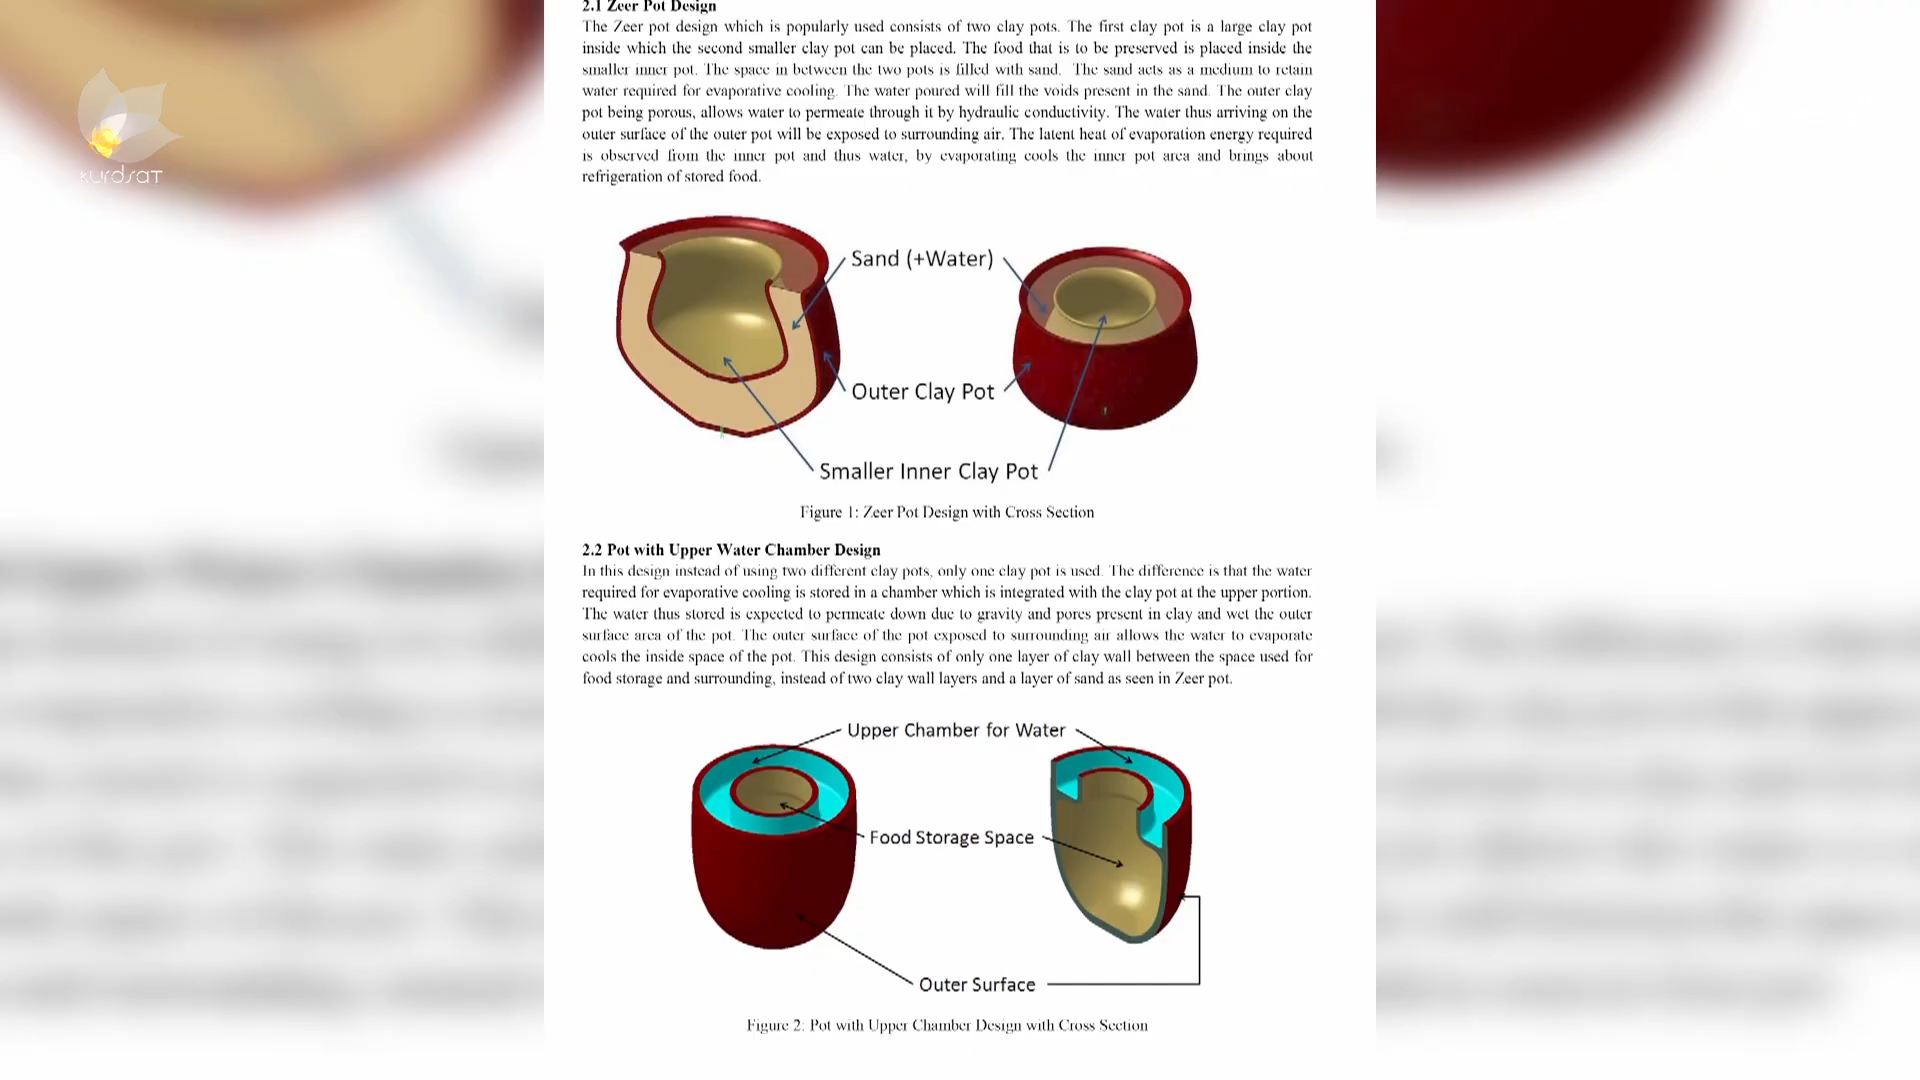 2.1 Zeer Pot Design
The Zeer pot design which is popularly used consists of two clay pots. The first clay pot is a large clay pot
inside which the second smaller clay pot can be placed. The food that is to be preserved is placed inside the
smaller inner pot. The space in between the two pots is filled with sand. The sand acts as a medium to retain
water required for evaporative cooling. The water poured will fill the voids present in the sand. The outer clay
pot being porous, allows water to permeate through it by hydraulic conductivity. The water thus arriving on the
outer surface of the outer pot will be exposed to surrounding air. The latent heat of evaporation energy required
is observed from the inner pot and thus water, by evaporating cools the inner pot area and brings about
refrigeration of stored food.
kurdsat
Sand (+Water)
Outer Clay Pot
Smaller Inner Clay Pot
Figure 1: Zeer Pot Design with Cross Section
2.2 Pot with Upper Water Chamber Design
In this design instead of using two different clay pots, only one clay pot is used. The difference is that the water
required for evaporative cooling is stored in a chamber which is integrated with the clay pot at the upper portion.
The water thus stored is expected to permeate down due to gravity and pores present in clay and wet the outer
surface area of the pot. The outer surface of the pot exposed to surrounding air allows the water to evaporate
cools the inside space of the pot. This design consists of only one layer of clay wall between the space used for
food storage and surrounding, instead of two clay wall layers and a layer of sand as seen in Zeer pot.
Upper Chamber for Water
Food Storage Space
Outer Surface
Figure 2: Pot with Upper Chamber Design with Cross Section